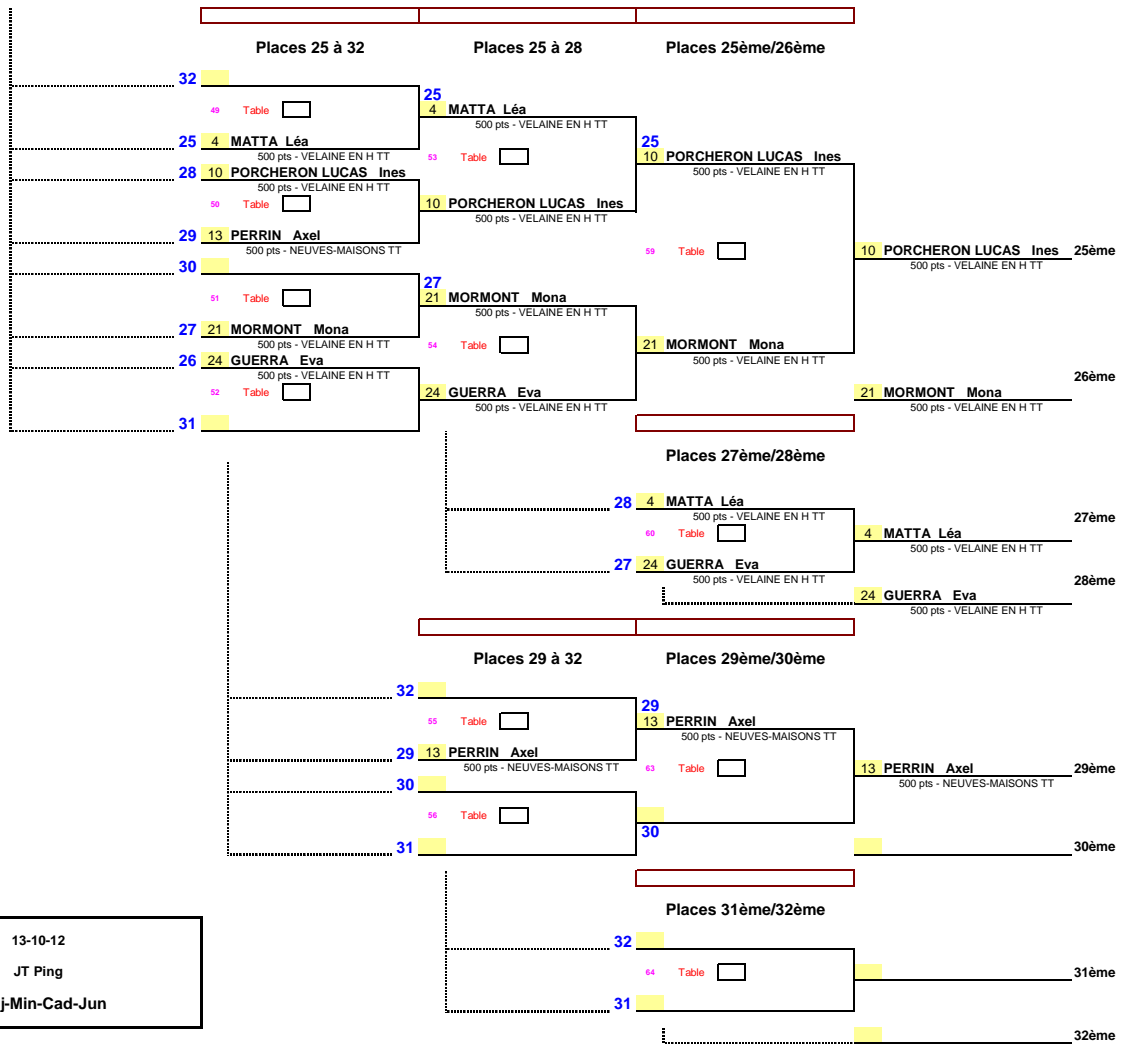 Places 25 à 32 Places 25 à 28 Places 25ème/26ème
32
25
49 Table
4 MATTA Léa
500 pts - VELAINE EN H TT
25 4 MATTA Léa
500 pts - VELAINE EN H TT
53 Table
25
10 PORCHERON LUCAS Ines
500 pts - VELAINE EN H TT
28 10 PORCHERON LUCAS Ines
500 pts - VELAINE EN H TT
50 Table
10 PORCHERON LUCAS Ines
500 pts - VELAINE EN H TT
29 13 PERRIN Axel
500 pts - NEUVES-MAISONS TT
59 Table
10 PORCHERON LUCAS Ines 25ème
500 pts - VELAINE EN H TT
30
27
51 Table
21 MORMONT Mona
500 pts - VELAINE EN H TT
27 21 MORMONT Mona
500 pts - VELAINE EN H TT
54 Table
21 MORMONT Mona
500 pts - VELAINE EN H TT
26 24 GUERRA Eva
500 pts - VELAINE EN H TT
26ème
52 Table
24 GUERRA Eva
500 pts - VELAINE EN H TT
21 MORMONT Mona
500 pts - VELAINE EN H TT
31
Places 27ème/28ème
28 4 MATTA Léa
500 pts - VELAINE EN H TT
27ème
60 Table
4 MATTA Léa
500 pts - VELAINE EN H TT
27 24 GUERRA Eva
500 pts - VELAINE EN H TT
28ème
24 GUERRA Eva
500 pts - VELAINE EN H TT
Places 29 à 32 Places 29ème/30ème
32
29
55 Table
13 PERRIN Axel
500 pts - NEUVES-MAISONS TT
29 13 PERRIN Axel
500 pts - NEUVES-MAISONS TT
63 Table
13 PERRIN Axel 29ème
500 pts - NEUVES-MAISONS TT
30
56 Table
30
31
30ème
Places 31ème/32ème
32
64 Table
31ème
31
32ème
13-10-12
JT Ping
j-Min-Cad-Jun